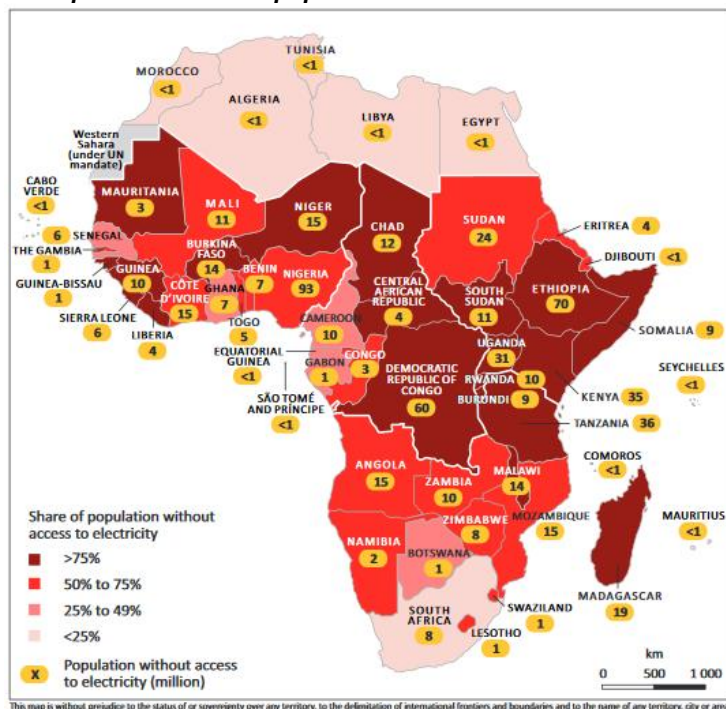 TUNISIA
<1
MOROCCO
<1
ALGERIA
<1
LIBYA
<1
EGYPT
<1
Western
Sahara
(under UN
mandate)
CABO
VERDE
<1
MAURITANIA
3
MALI
11
NIGER
15
CHAD
12
SUDAN
24
ERITREA 4
6 SENEGAL
THE GAMBIA
1
BURKINA
FASO
14
DJIBOUTI <1
GUINEA-BISSAU
1
GUINEA
10
CÔTE
D'IVOIRE
15
GHANA
7
BENIN
7
NIGERIA
93
CENTRAL
AFRICAN REPUBLIC
4
SOUTH
SUDAN
11
ETHIOPIA
70
SIERRA LEONE
6
LIBERIA
4
TOGO
5
CAMEROON
10
SOMALIA 9
EQUATORIAL
GUINEA
<1
GABON
1
CONGO
3
DEMOCRATIC
REPUBLIC OF
CONGO
60
UGANDA
31
RWANDA 10
BURUNDI 9
KENYA 35
TANZANIA 36
SEYCHELLES
<1
SÃO TOMÉ
AND PRÍNCIPE
<1
COMOROS
<1
ANGOLA
15
ZAMBIA
10
MALAWI
14
ZIMBABWE
8
MOZAMBIQUE
15
MAURITIUS
<1
NAMIBIA
2
BOTSWANA
1
MADAGASCAR
19
SOUTH
AFRICA
8
SWAZILAND
1
LESOTHO
1
Share of population without
access to electricity
>75%
50% to 75%
25% to 49%
<25%
X Population without access
to electricity (million)
km
0 500 1 000
This map is without prejudice to the status of or sovereignty over any territory, to the delimitation of international frontiers and boundaries and to the name of any territory, city or area